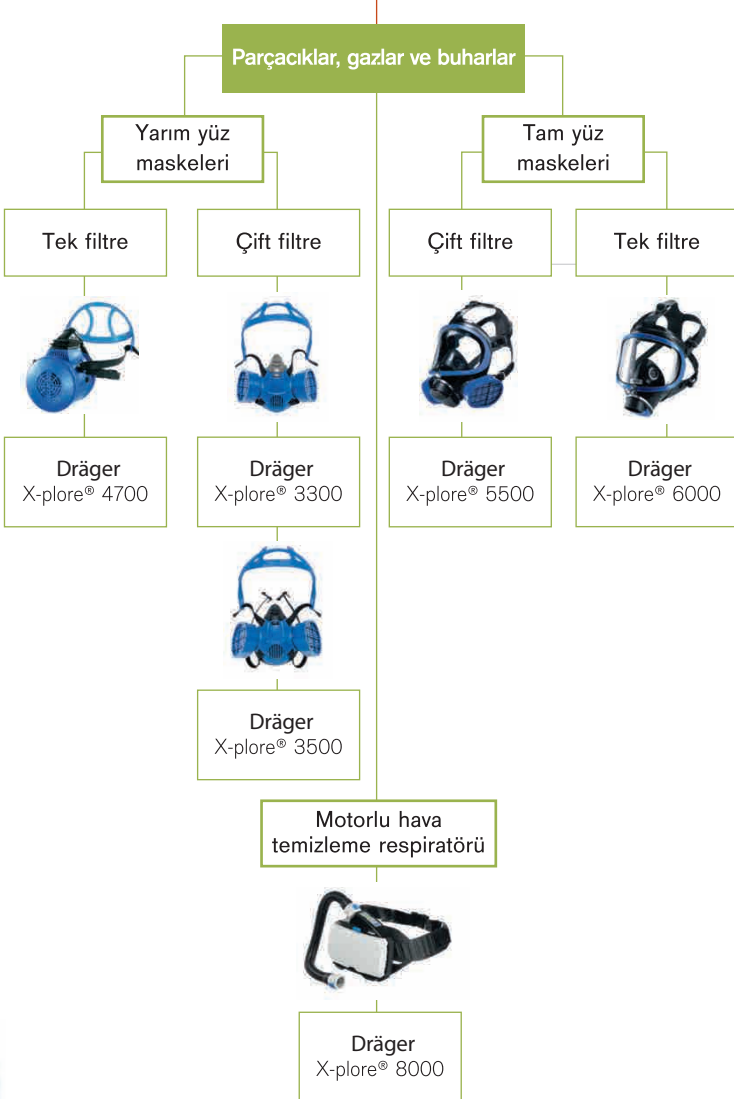 Parçacıklar, gazlar ve buharlar
Yarım yüz
maskeleri
Tam yüz
maskeleri
Tek filtre
Çift filtre
Çift filtre
Tek filtre
Dräger
X-plore® 4700
Dräger
X-plore® 3300
Dräger
X-plore® 5500
Dräger
X-plore® 6000
Dräger
X-plore® 3500
Motorlu hava
temizleme respiratörü
Dräger
X-plore® 8000